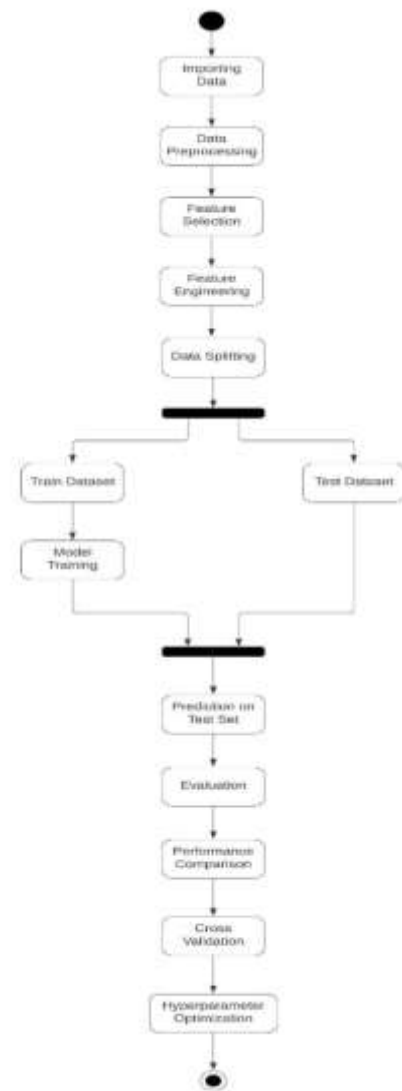 Importing
Data
Data
Preprocessing
Feature
Selection
Feature
Engineering
Data Splitting
Train Dataset
Test Dataset
Model
Training
Prediction on
Test Set
Evaluation
Performance
Comparison
Cross
Validation
Hyperparameter
Optimization